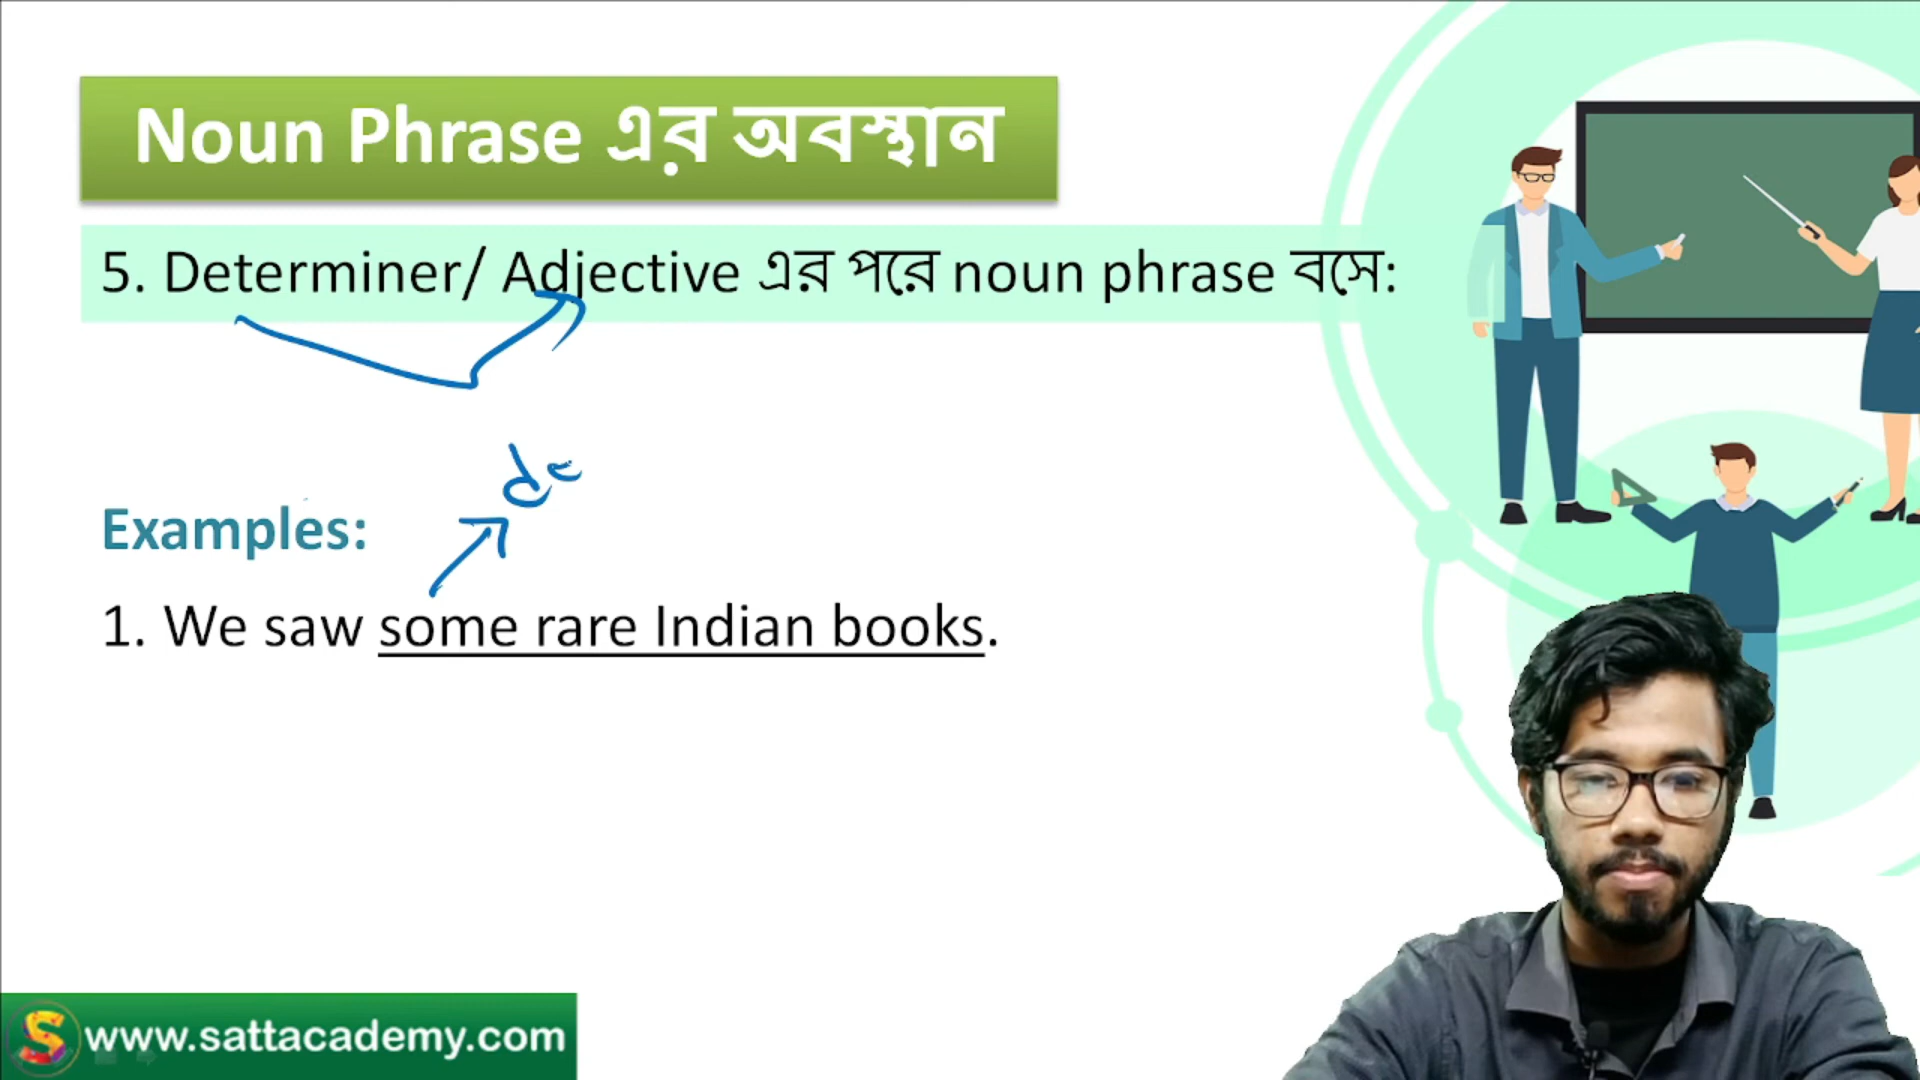 Noun Phrase এর অবস্থান
5. Determiner/ Adjective এর পরে noun phrase বসে:
de
Examples:
1. We saw some rare Indian books.
S www.sattacademy.com